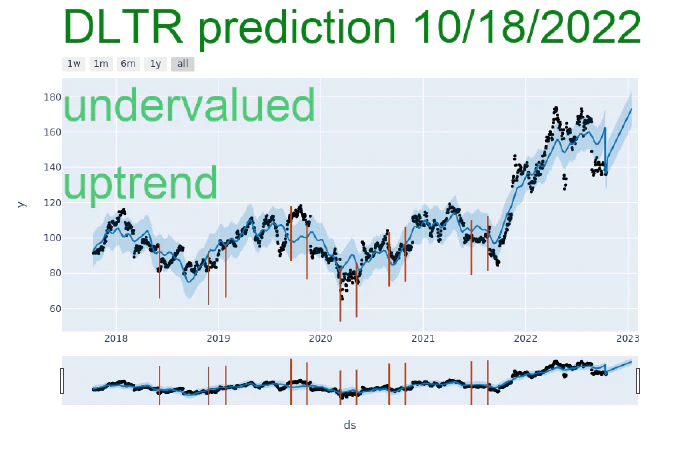 DLTR prediction 10/18/2022
1w 1m 6m 1y all
undervalued
uptrend
180
160
140
120
100
80
60
y
2018 2019 2020 2021 2022 2023
ds